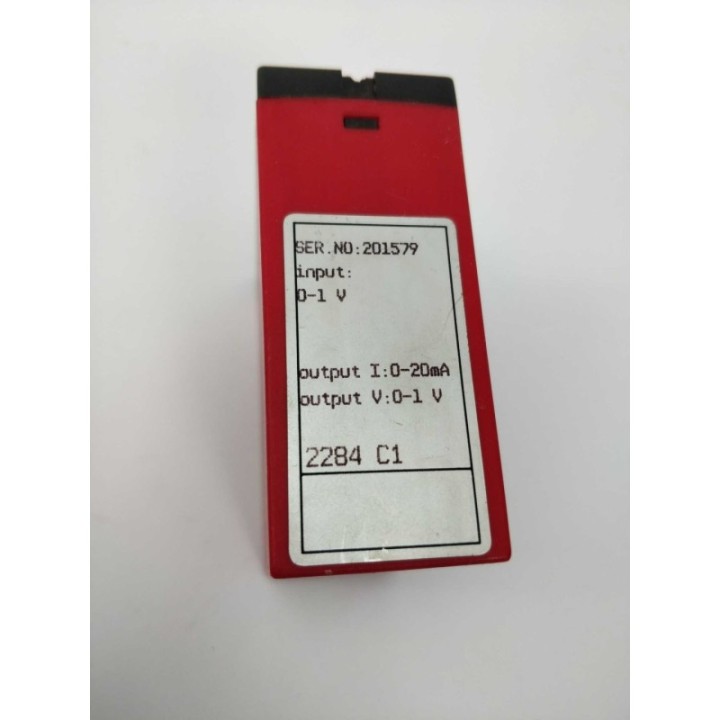 SER.NO:201579
input:
0-1 V
output I:0-20mA
output V:0-1 V
2284 C1